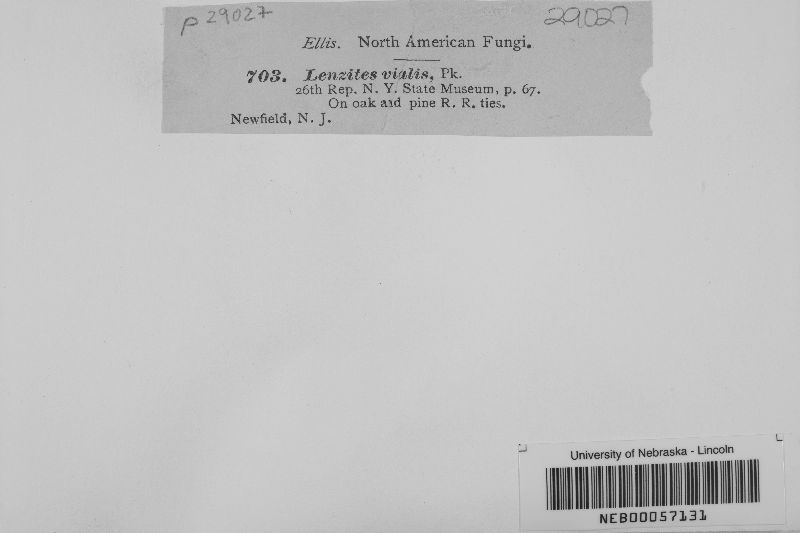 p 29027 29027
Ellis. North American Fungi.
703. Lenzites vialis, Pk.
26th Rep. N. Y. State Museum, p. 67.
On oak and pine R. R. ties.
Newfield, N. J.
University of Nebraska - Lincoln
NEB00057131